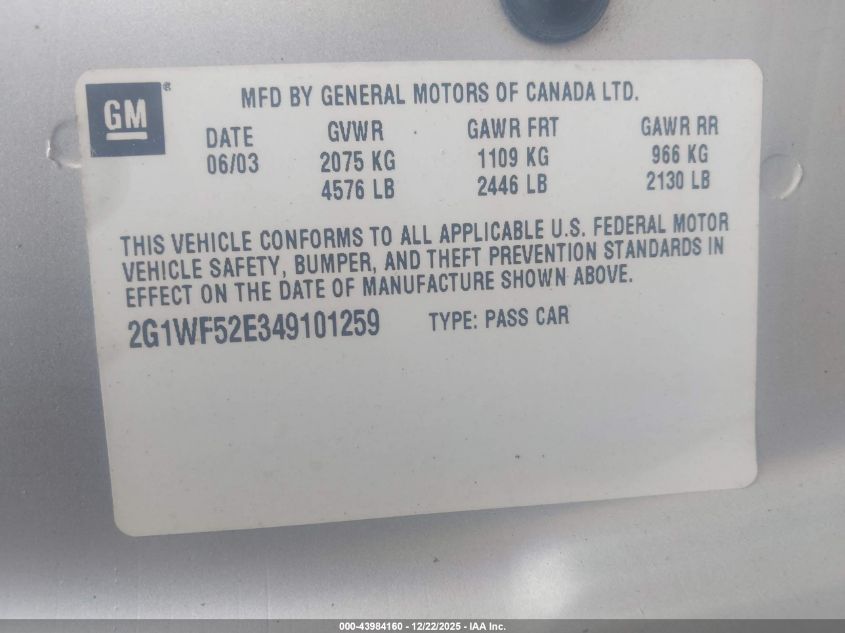 GM®
MFD BY GENERAL MOTORS OF CANADA LTD.
DATE GVWR GAWR FRT GAWR RR
06/03 2075 KG 1109 KG 966 KG
4576 LB 2446 LB 2130 LB
THIS VEHICLE CONFORMS TO ALL APPLICABLE U.S. FEDERAL MOTOR
VEHICLE SAFETY, BUMPER, AND THEFT PREVENTION STANDARDS IN
EFFECT ON THE DATE OF MANUFACTURE SHOWN ABOVE.
2G1WF52E349101259 TYPE: PASS CAR
000-43984160 - 12/22/2025 - IAA Inc.